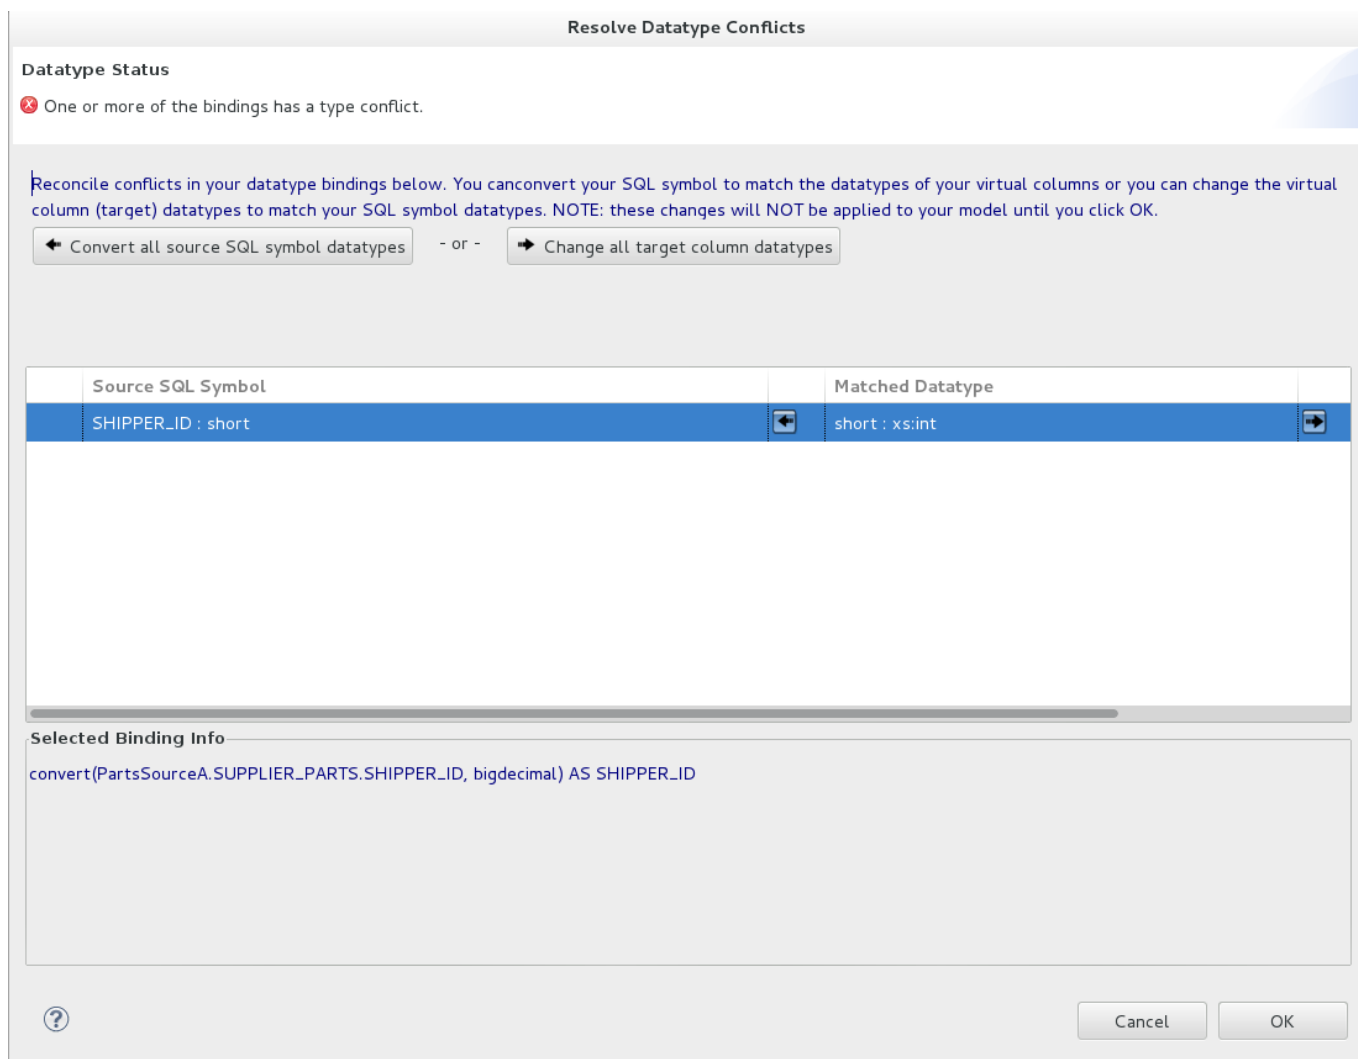 Resolve Datatype Conflicts
Datatype Status
One or more of the bindings has a type conflict.
Reconcile conflicts in your datatype bindings below. You canconvert your SQL symbol to match the datatypes of your virtual columns or you can change the virtual
column (target) datatypes to match your SQL symbol datatypes. NOTE: these changes will NOT be applied to your model until you click OK.
Convert all source SQL symbol datatypes - or - Change all target column datatypes
Source SQL Symbol Matched Datatype
SHIPPER_ID : short short : xs:int
Selected Binding Info
convert(PartsSourceA.SUPPLIER_PARTS.SHIPPER_ID, bigdecimal) AS SHIPPER_ID
? Cancel OK